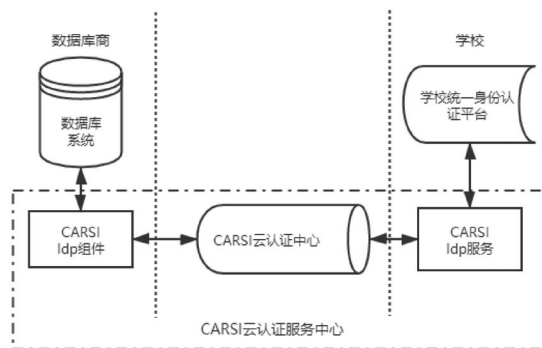 数据库商
学校
数据库
系统
学校统一身份认
证平台
CARSI
Idp组件
CARSI云认证中心
CARSI
Idp服务
CARSI云认证服务中心